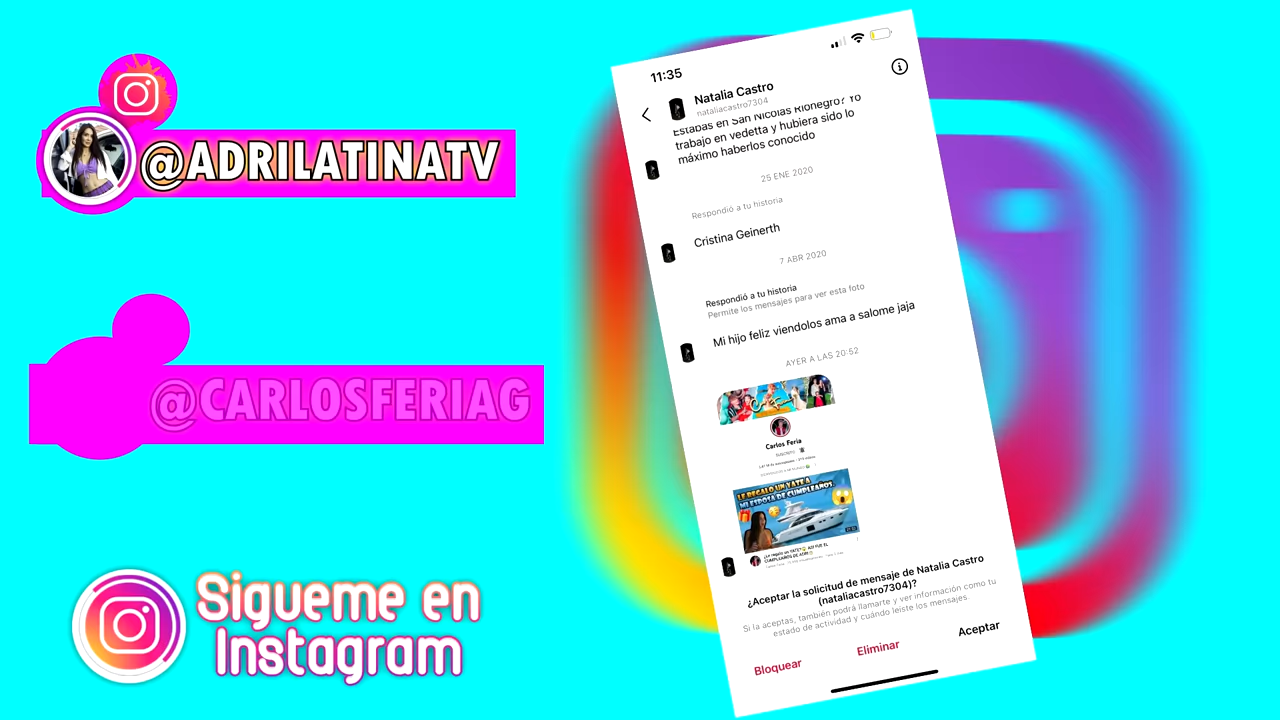 @ADRILATINATV
@CARLOSFERIAG
Sigueme en
Instagram
11:35
Natalia Castro
nataliacastro7304
Estabas en San Nicolas Rionegro? Yo
trabajo en vedetta y hubiera sido lo
máximo haberlos conocido
25 ENE 2020
Respondió a tu historia
Cristina Geinerth
7 ABR 2020
Respondió a tu historia
Permite los mensajes para ver esta foto
Mi hijo feliz viendolos ama a salome jaja
AYER A LAS 20:52
Carlos Feria
LE REGALO UN YATE A
MI ESPOSA DE CUMPLEAÑOS
¿Aceptar la solicitud de mensaje de Natalia Castro
(nataliacastro7304)?
Si la aceptas, también podrá llamarte y ver información como tu
estado de actividad y cuándo leíste los mensajes.
Bloquear
Eliminar
Aceptar